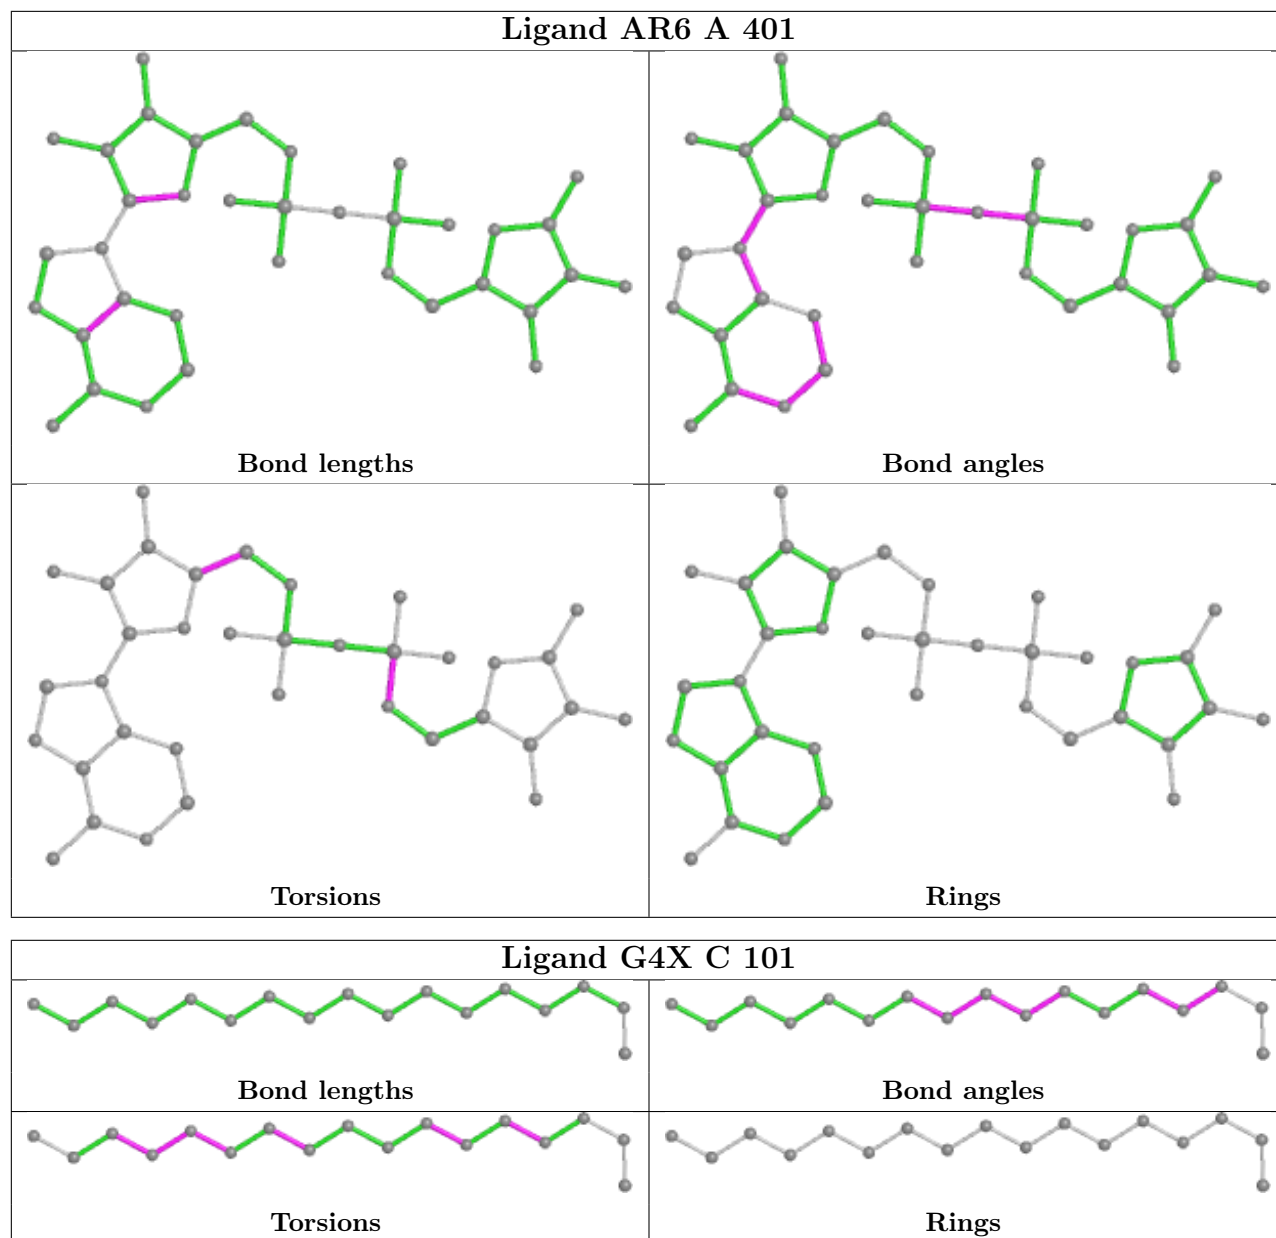 Ligand AR6 A 401
Bond lengths
Bond angles
Torsions
Rings
Ligand G4X C 101
Bond lengths
Bond angles
Torsions
Rings